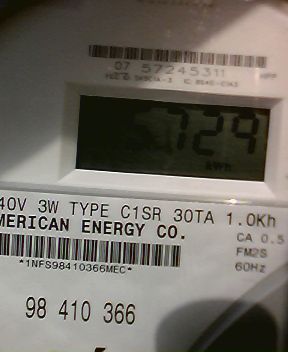 07 57245311
729
kWh
40V 3W TYPE C1SR 30TA 1.0Kh
MERICAN ENERGY CO.
CA 0.5
FM2S
*1NFS98410366MEC*
60Hz
98 410 366